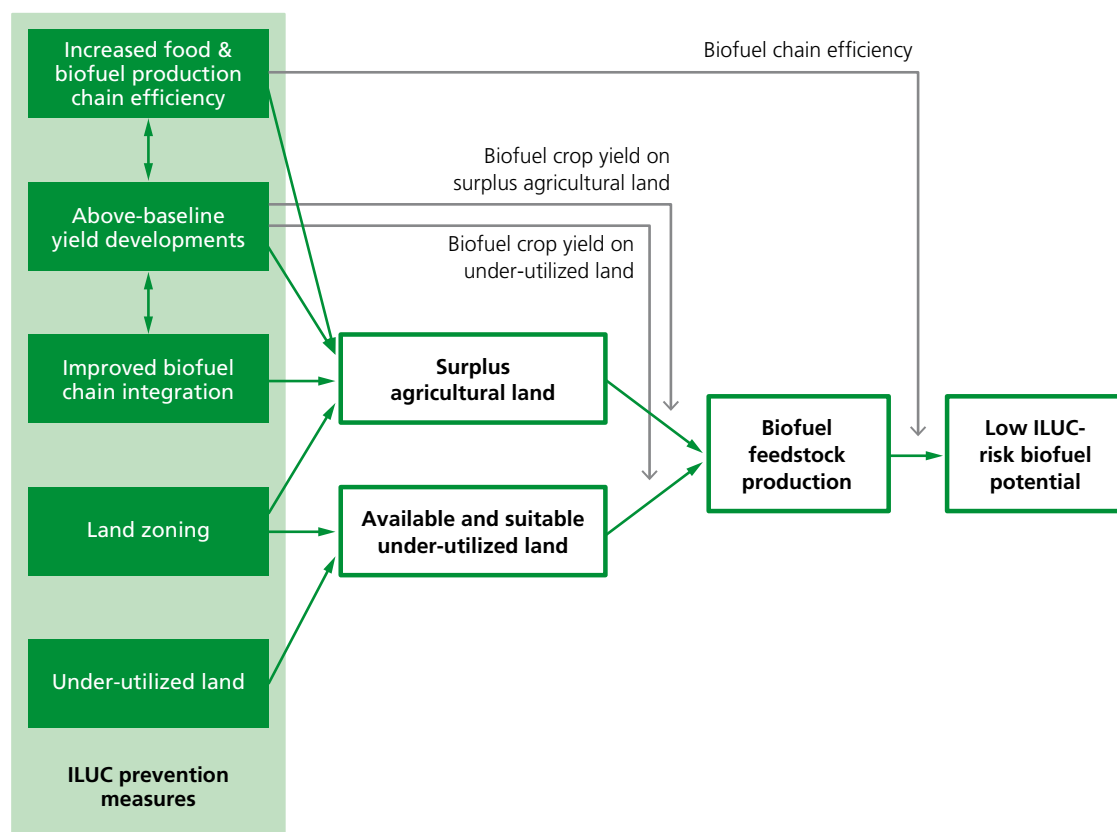 Increased food &
biofuel production
chain efficiency
Biofuel chain efficiency
Above-baseline
yield developments
Biofuel crop yield on
surplus agricultural land
Biofuel crop yield on
under-utilized land
Improved biofuel
chain integration
Surplus
agricultural land
Biofuel
feedstock
production
Low ILUC-
risk biofuel
potential
Land zoning
Available and suitable
under-utilized land
Under-utilized land
ILUC prevention
measures